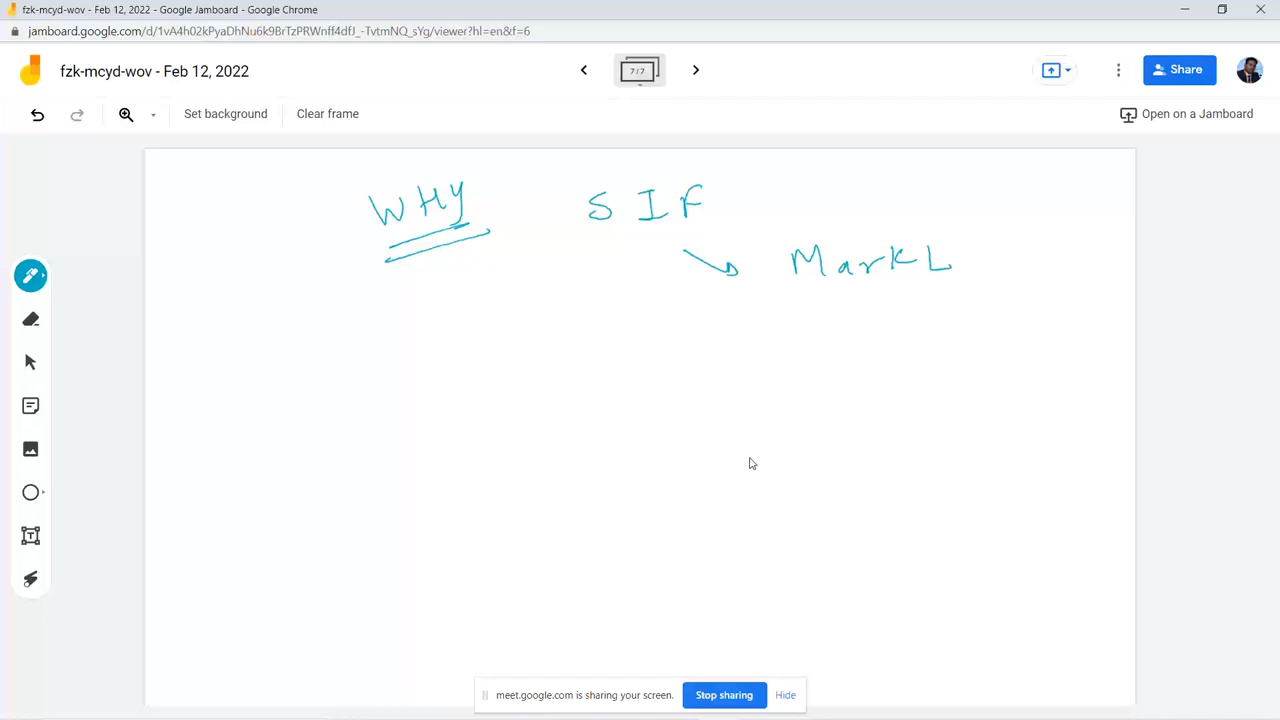 fzk-mcyd-wov - Feb 12, 2022 - Google Jamboard - Google Chrome
jamboard.google.com/d/1vA4h02kPyaDhNu6k9BrTzPRWnff4dfJ_-TvtmNQ_sYg/viewer?hl=en&f=6
fzk-mcyd-wov - Feb 12, 2022
7 / 7
Share
Set background
Clear frame
Open on a Jamboard
WHY SIF
MarkL
meet.google.com is sharing your screen. Stop sharing Hide